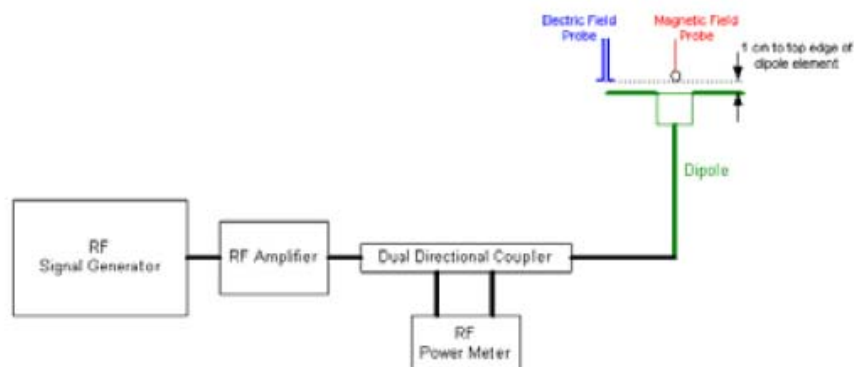 Electric Field
Probe
Magnetic Field
Probe
1 cm to top edge of
dipole element
Dipole
RF
Signal Generator
RF Amplifier
Dual Directional Coupler
RF
Power Meter